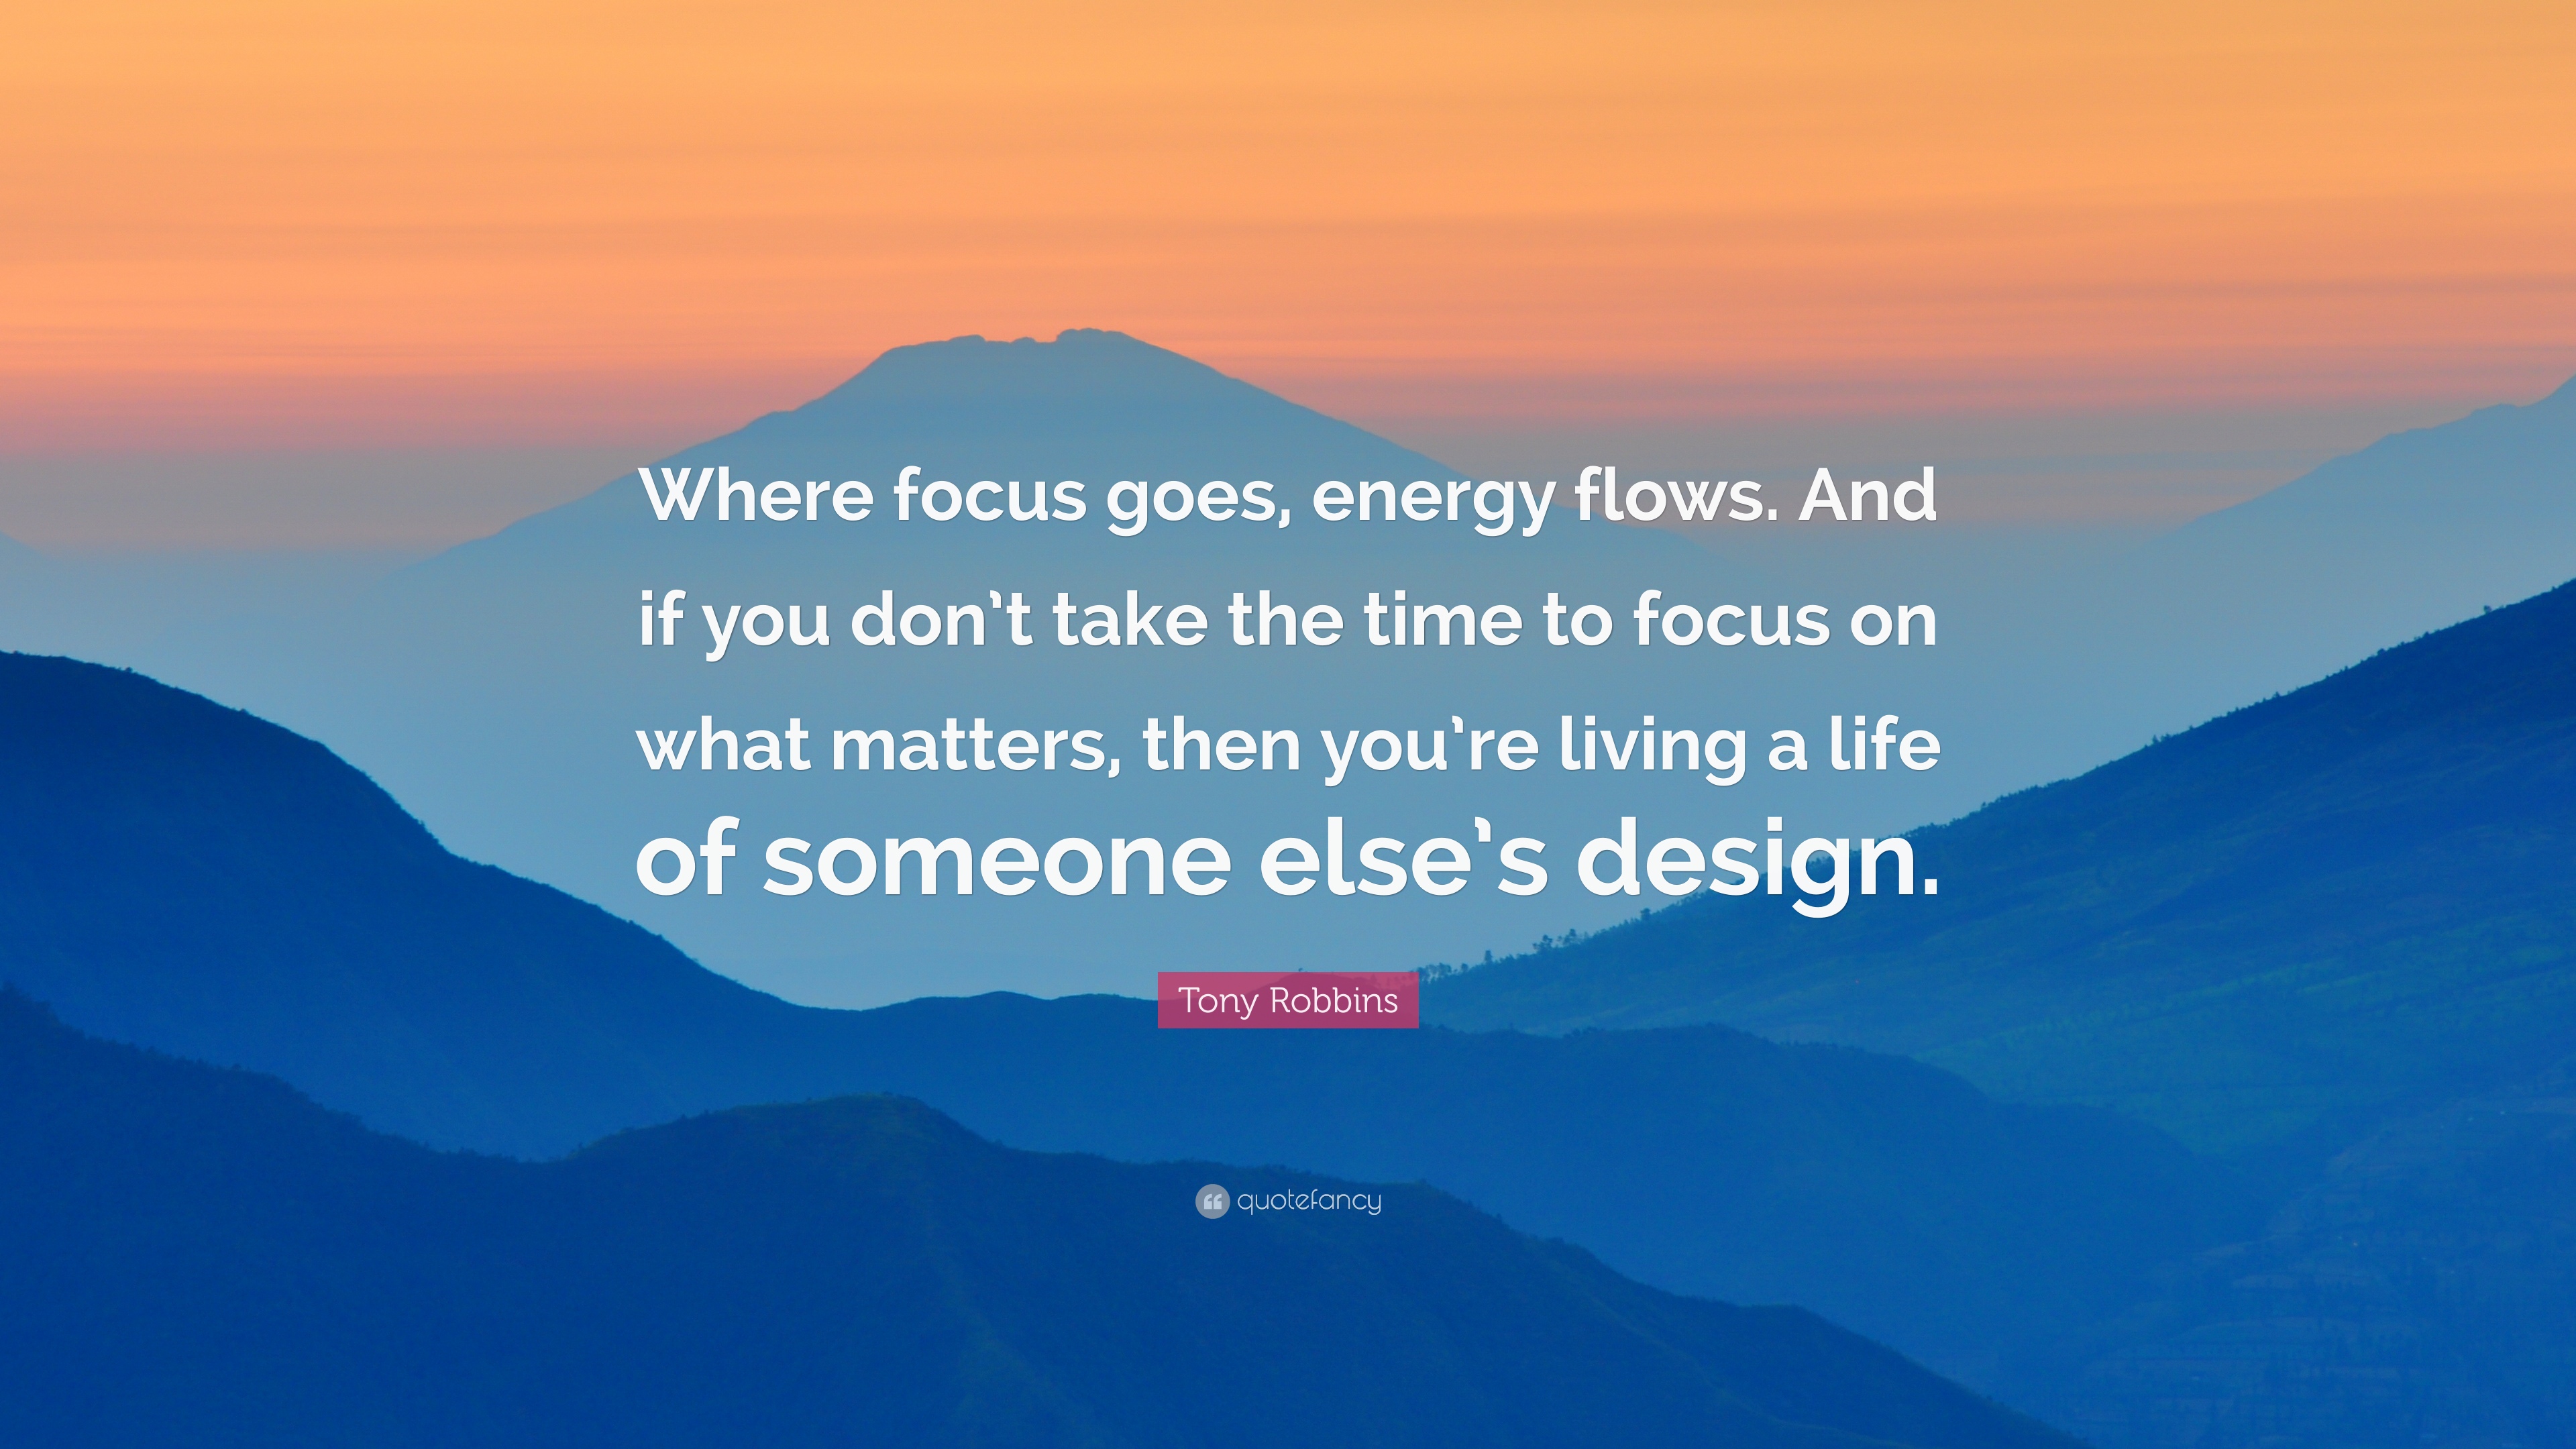 Where focus goes, energy flows. And
if you don’t take the time to focus on
what matters, then you’re living a life
of someone else’s design.
Tony Robbins
quotefancy